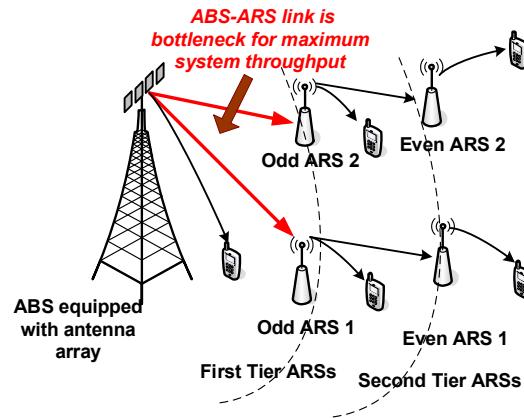 ABS-ARS link is
bottleneck for maximum
system throughput
Odd ARS 2
Even ARS 2
ABS equipped
with antenna
array
Odd ARS 1
Even ARS 1
First Tier ARSs
Second Tier ARSs